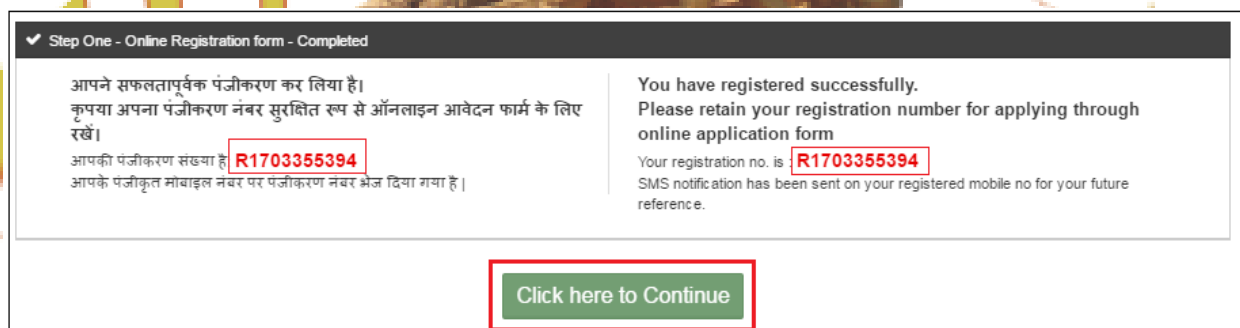 ✔ Step One - Online Registration form - Completed
आपने सफलतापूर्वक पंजीकरण कर लिया है।
कृपया अपना पंजीकरण नंबर सुरक्षित रूप से ऑनलाइन आवेदन फार्म के लिए
रखें।
आपकी पंजीकरण संख्या है R1703355394
आपके पंजीकृत मोबाइल नंबर पर पंजीकरण नंबर भेज दिया गया है |
You have registered successfully.
Please retain your registration number for applying through
online application form
Your registration no. is : R1703355394
SMS notification has been sent on your registered mobile no for your future
reference.
Click here to Continue